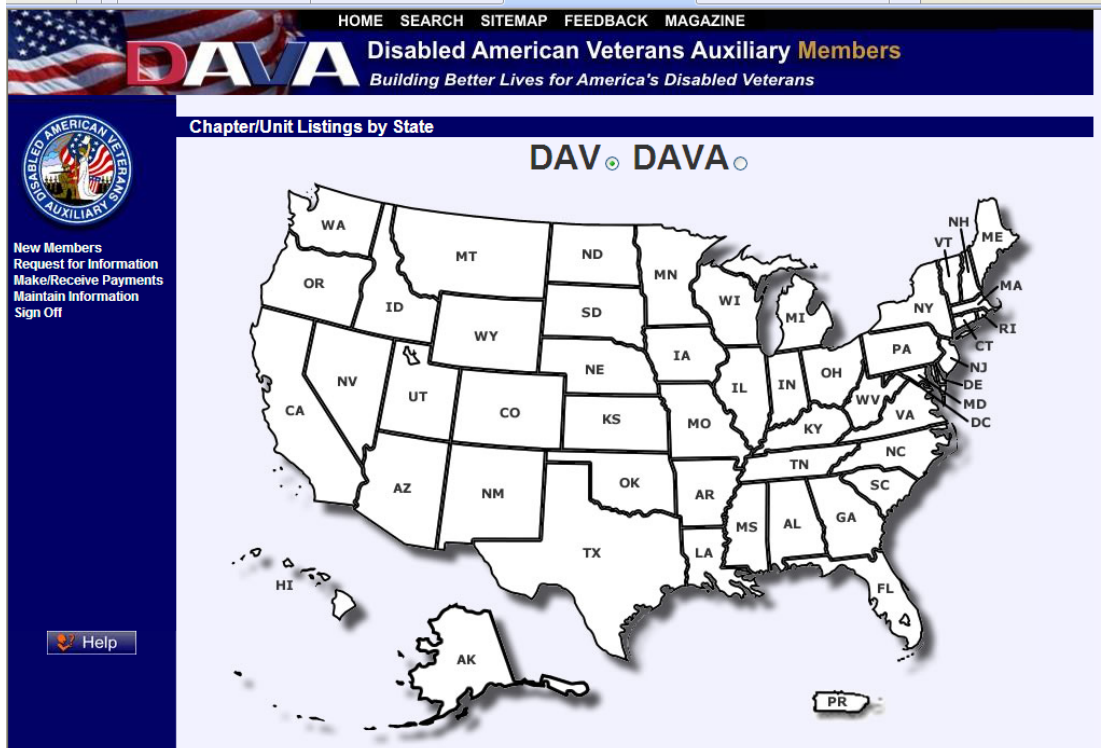 HOME SEARCH SITEMAP FEEDBACK MAGAZINE
DAVA
Disabled American Veterans Auxiliary Members
Building Better Lives for America's Disabled Veterans
DISABLED AMERICAN VETERANS
AUXILIARY
New Members
Request for Information
Make/Receive Payments
Maintain Information
Sign Off
Help
Chapter/Unit Listings by State
DAV DAVA
WA
MT
ND
MN
NH
VT
ME
OR
ID
SD
WI
MI
NY
MA
RI
CT
WY
IA
PA
NJ
NV
UT
NE
IL
IN
OH
DE
MD
DC
CA
CO
KS
MO
KY
WV
VA
AZ
NM
OK
AR
TN
NC
SC
TX
LA
MS
AL
GA
FL
HI
AK
PR